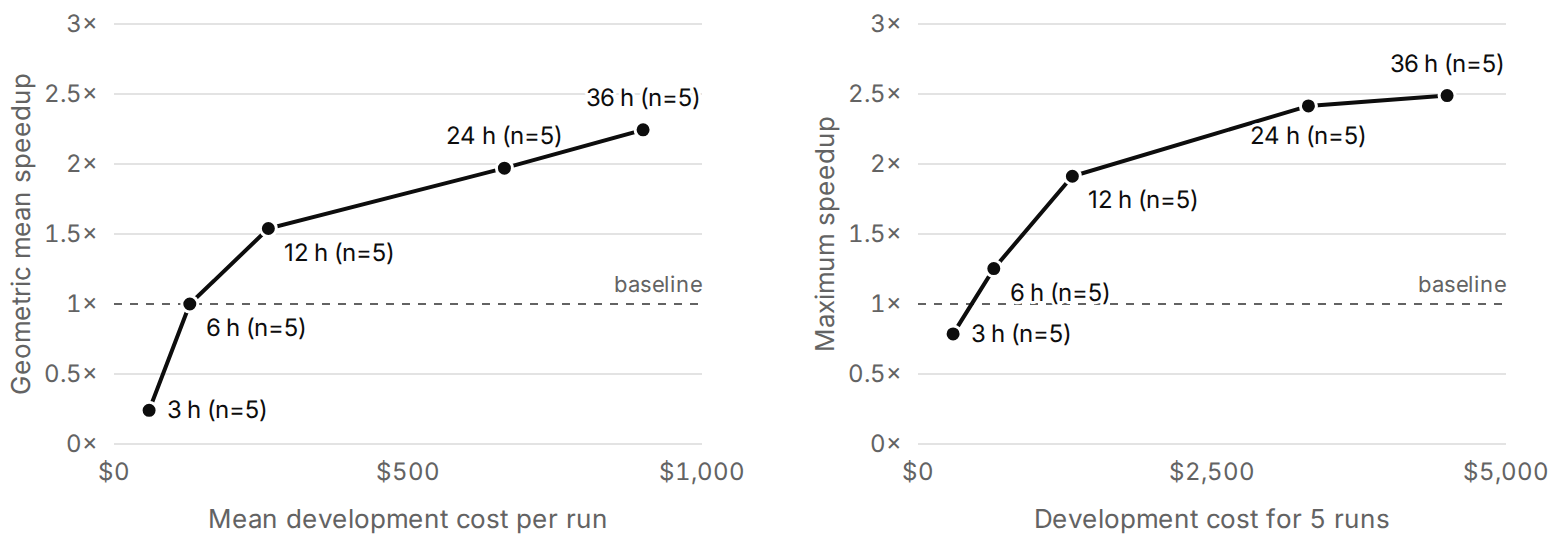 Geometric mean speedup
3×
2.5×
2×
1.5×
1×
0.5×
0×
36 h (n=5)
24 h (n=5)
12 h (n=5)
baseline
6 h (n=5)
3 h (n=5)
$0
$500
$1,000
Mean development cost per run
Maximum speedup
3×
2.5×
2×
1.5×
1×
0.5×
0×
36 h (n=5)
24 h (n=5)
12 h (n=5)
baseline
6 h (n=5)
3 h (n=5)
$0
$2,500
$5,000
Development cost for 5 runs